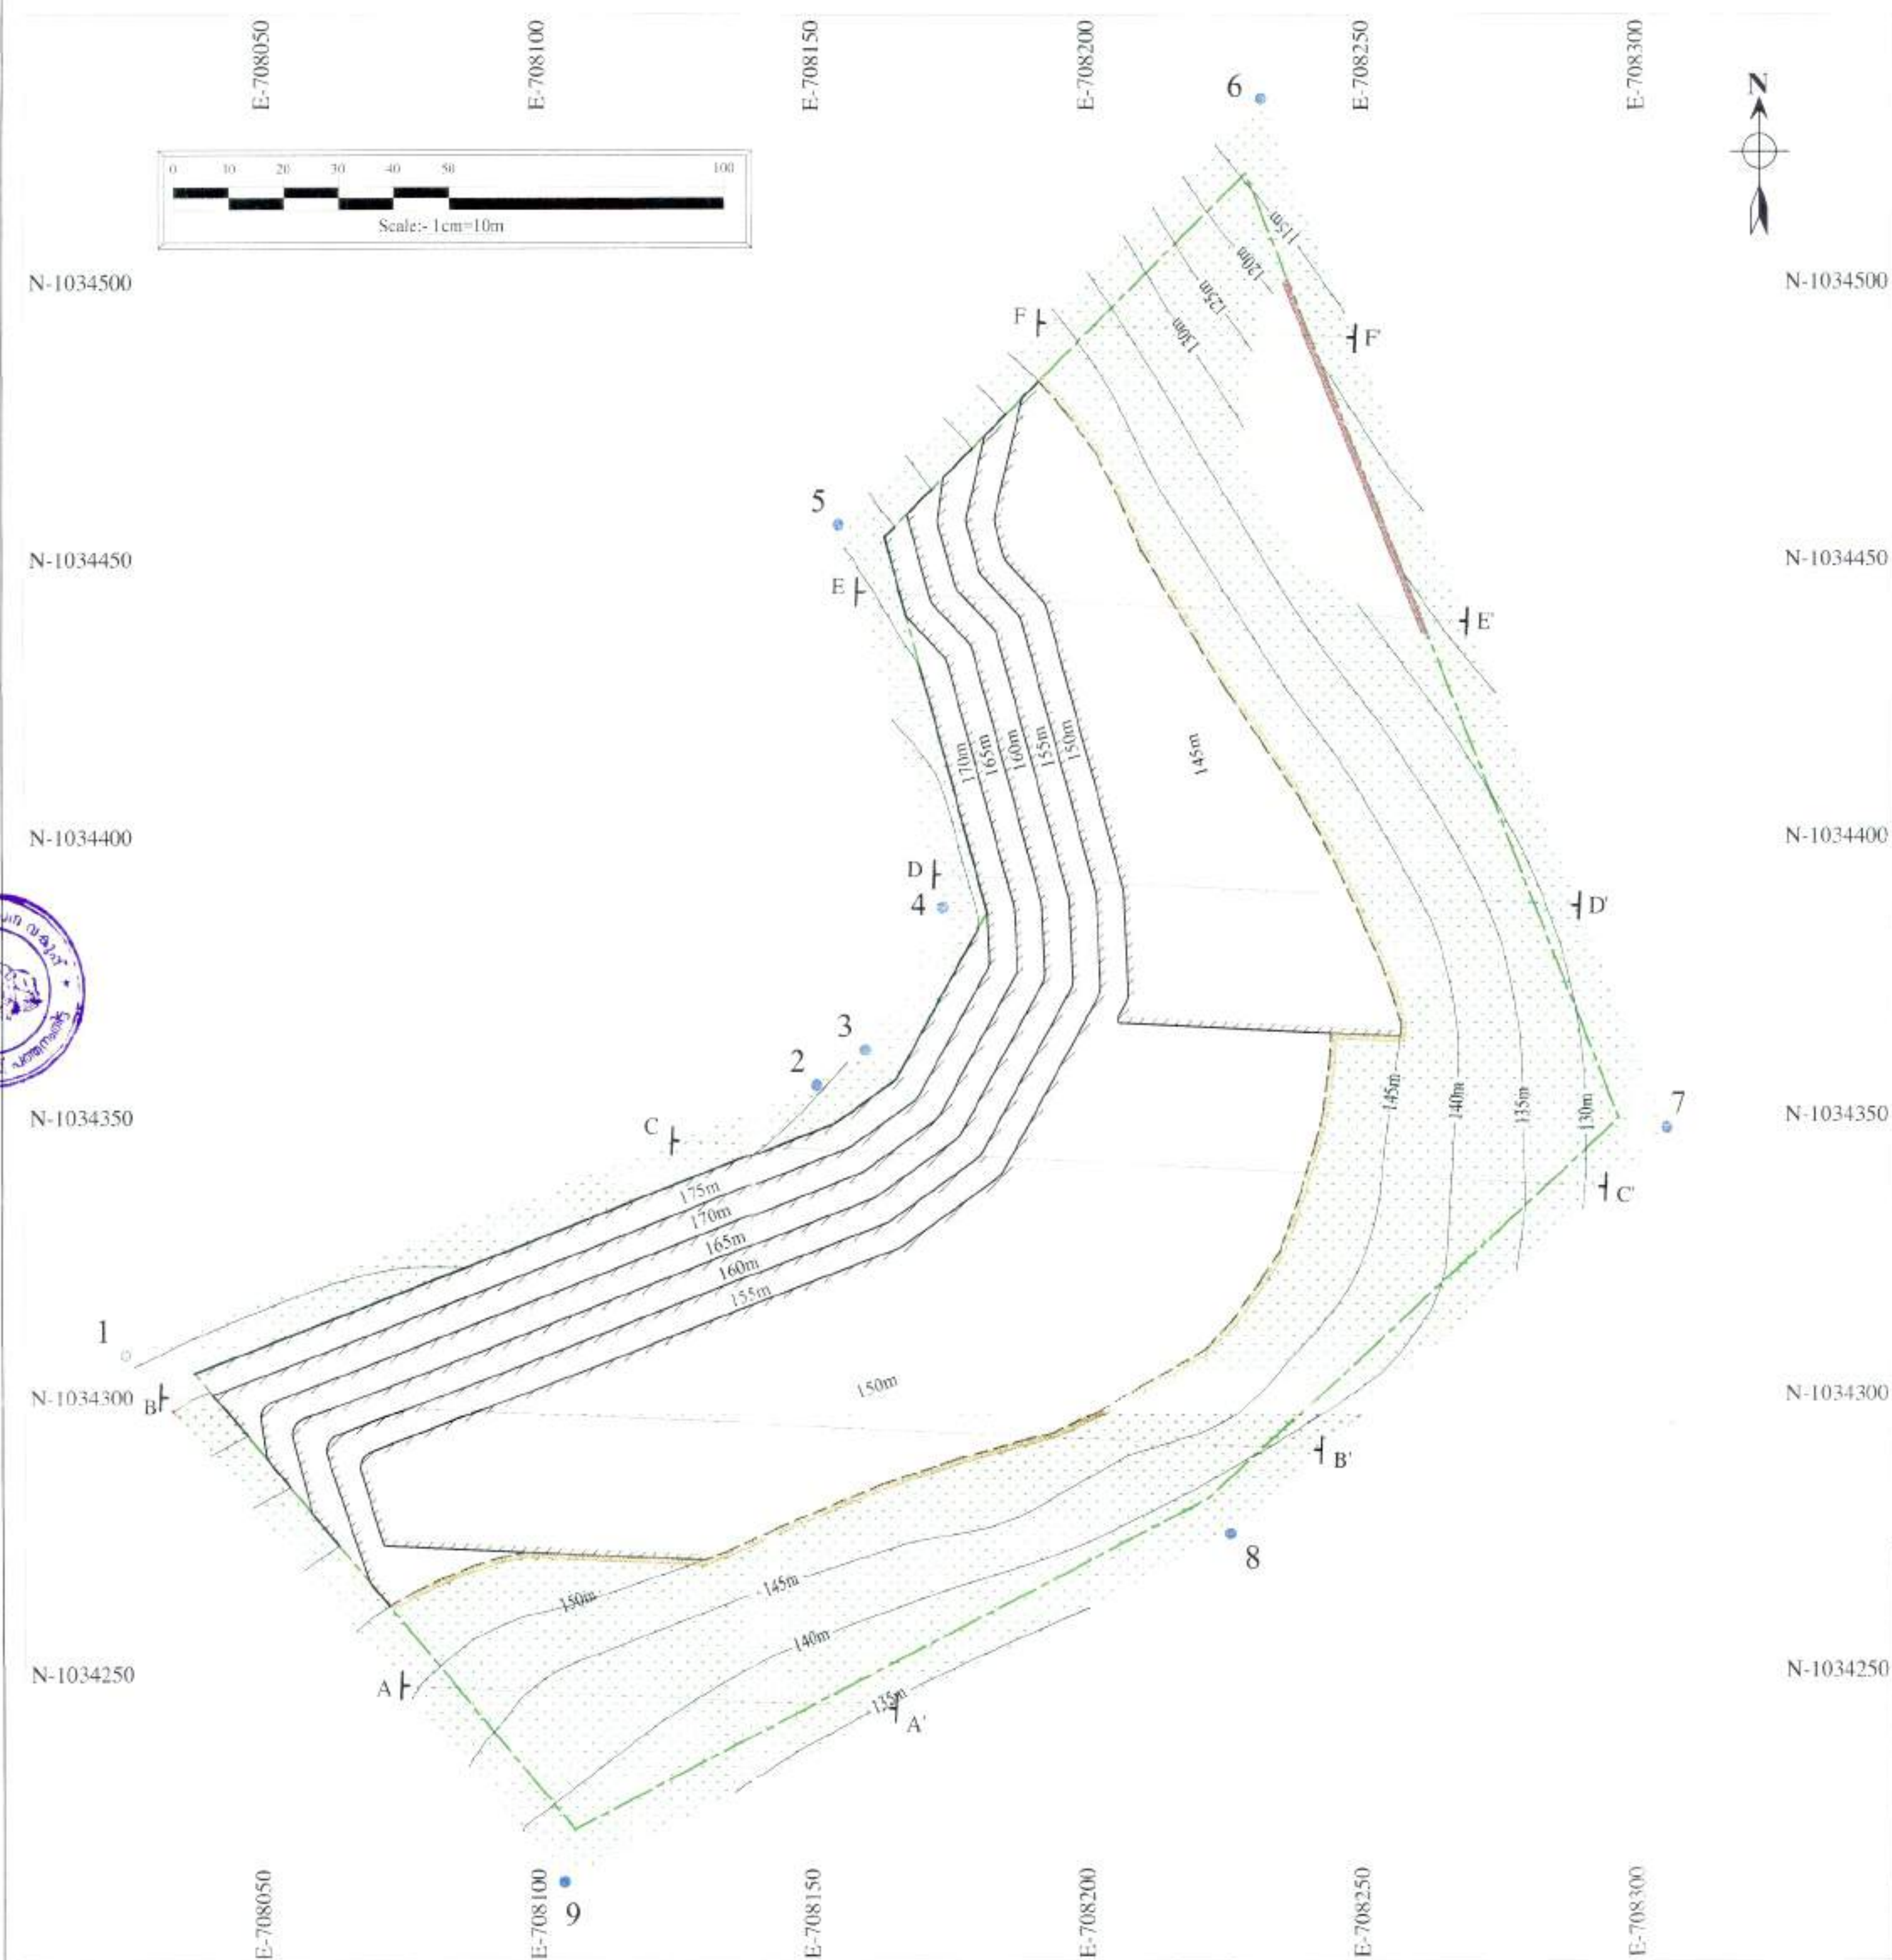 E-708050
E-708100
E-708150
E-708200
E-708250
E-708300
6
N
0 10 20 30 40 50 100
Scale:- 1cm=10m
115m
120m
N-1034500
N-1034500
125m
F
130m
F'
5
N-1034450
N-1034450
E
E'
170m
165m
160m
155m
150m
145m
N-1034400
N-1034400
D
4
D'
3
2
145m
140m
135m
130m
7
N-1034350
N-1034350
C
175m
C'
170m
165m
160m
155m
1
150m
N-1034300
N-1034300
B
B'
8
150m
145m
140m
N-1034250
N-1034250
A
135m
A'
E-708050
E-708100
E-708150
E-708200
E-708250
E-708300
9